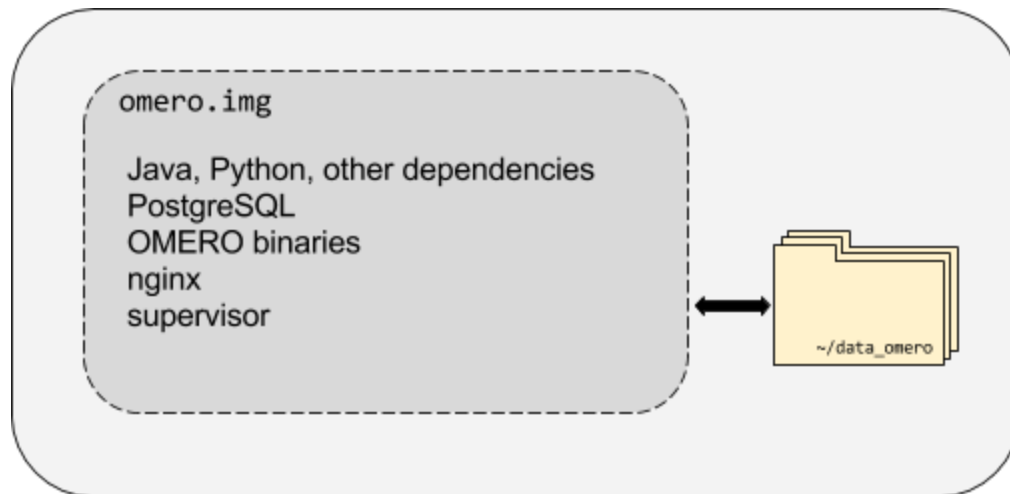 omero.img
Java, Python, other dependencies
PostgreSQL
OMERO binaries
nginx
supervisor
~/data_omero